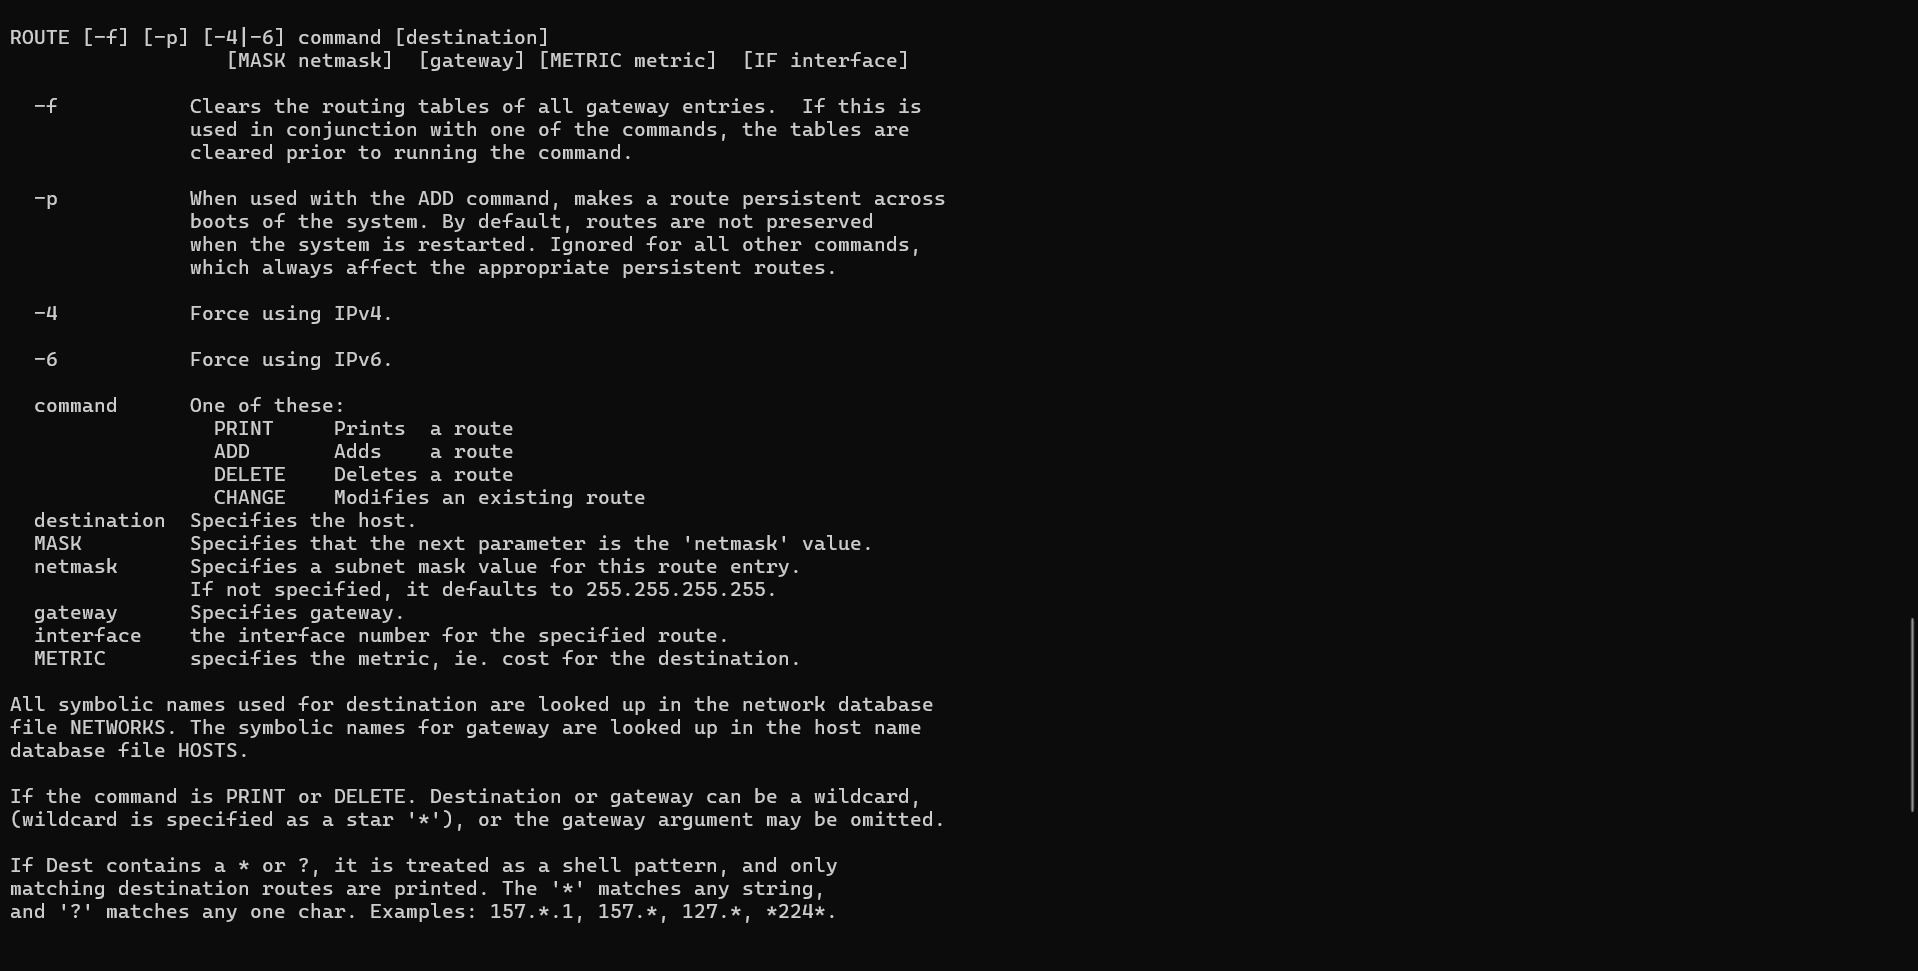 ROUTE [-f] [-p] [-4|-6] command [destination]
                  [MASK netmask]  [gateway] [METRIC metric]  [IF interface]

  -f           Clears the routing tables of all gateway entries.  If this is
               used in conjunction with one of the commands, the tables are
               cleared prior to running the command.

  -p           When used with the ADD command, makes a route persistent across
               boots of the system. By default, routes are not preserved
               when the system is restarted. Ignored for all other commands,
               which always affect the appropriate persistent routes.

  -4           Force using IPv4.

  -6           Force using IPv6.

  command      One of these:
                 PRINT     Prints  a route
                 ADD       Adds    a route
                 DELETE    Deletes a route
                 CHANGE    Modifies an existing route
  destination  Specifies the host.
  MASK         Specifies that the next parameter is the 'netmask' value.
  netmask      Specifies a subnet mask value for this route entry.
               If not specified, it defaults to 255.255.255.255.
  gateway      Specifies gateway.
  interface    the interface number for the specified route.
  METRIC       specifies the metric, ie. cost for the destination.

All symbolic names used for destination are looked up in the network database
file NETWORKS. The symbolic names for gateway are looked up in the host name
database file HOSTS.

If the command is PRINT or DELETE. Destination or gateway can be a wildcard,
(wildcard is specified as a star '*'), or the gateway argument may be omitted.

If Dest contains a * or ?, it is treated as a shell pattern, and only
matching destination routes are printed. The '*' matches any string,
and '?' matches any one char. Examples: 157.*.1, 157.*, 127.*, *224*.